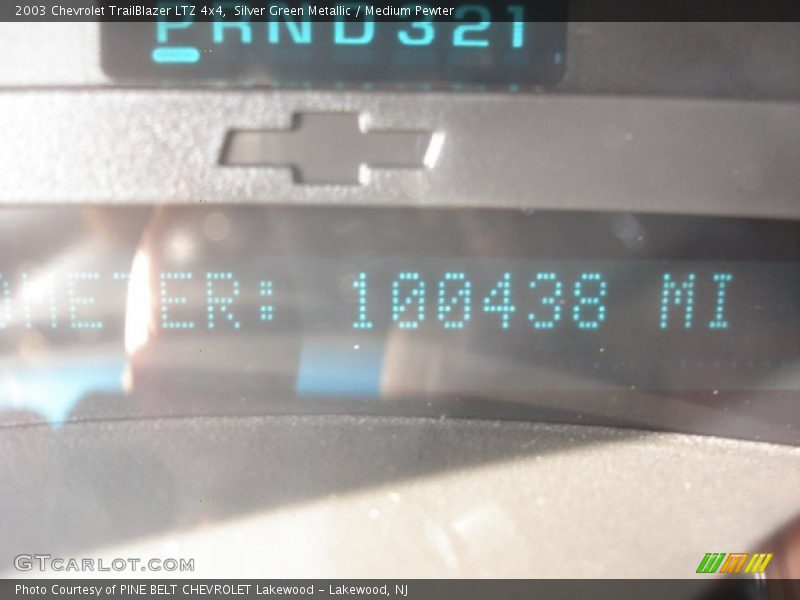 2003 Chevrolet TrailBlazer LTZ 4x4, Silver Green Metallic / Medium Pewter
PRND321
OMETER: 100438 MI
GTCARLOT.COM
Photo Courtesy of PINE BELT CHEVROLET Lakewood - Lakewood, NJ